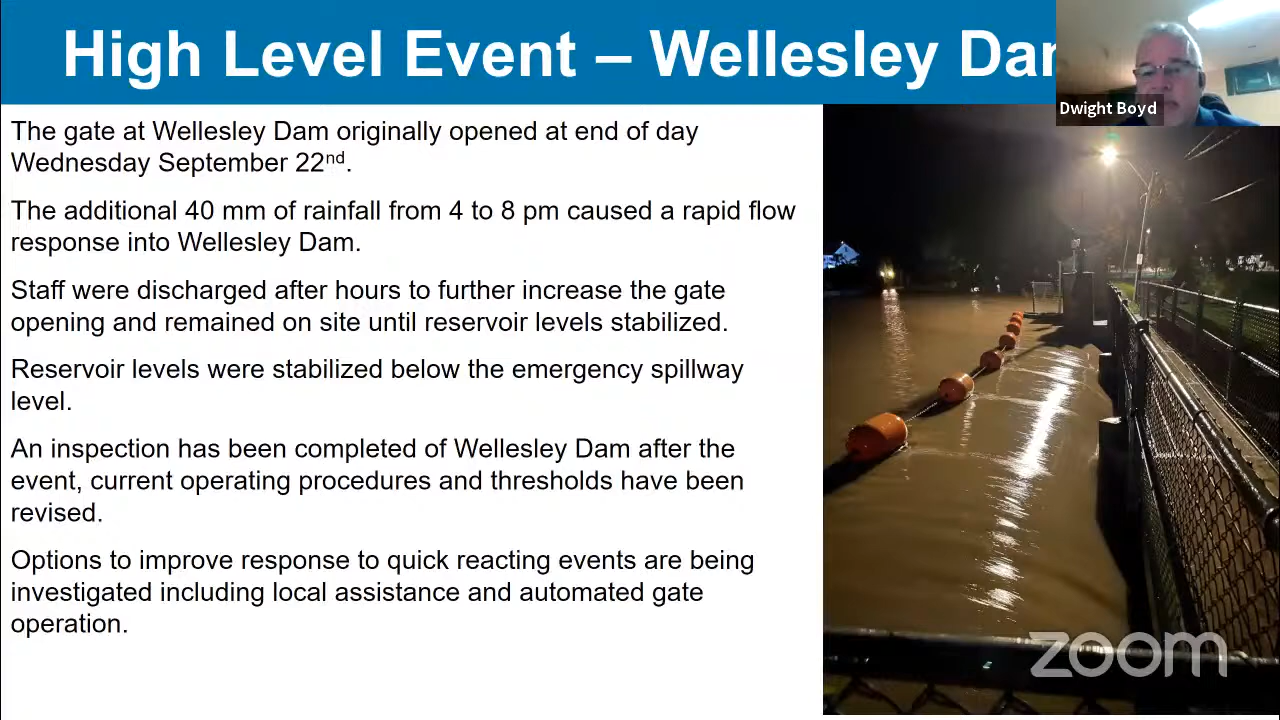 High Level Event – Wellesley Dam
Dwight Boyd
The gate at Wellesley Dam originally opened at end of day
Wednesday September 22nd.
The additional 40 mm of rainfall from 4 to 8 pm caused a rapid flow
response into Wellesley Dam.
Staff were discharged after hours to further increase the gate
opening and remained on site until reservoir levels stabilized.
Reservoir levels were stabilized below the emergency spillway
level.
An inspection has been completed of Wellesley Dam after the
event, current operating procedures and thresholds have been
revised.
Options to improve response to quick reacting events are being
investigated including local assistance and automated gate
operation.
zoom